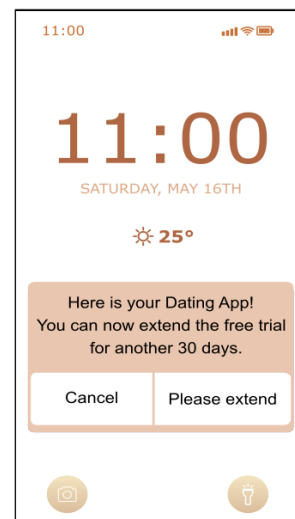 11:00
11:00
SATURDAY, MAY 16TH
25°
Here is your Dating App!
You can now extend the free trial
for another 30 days.
Cancel Please extend